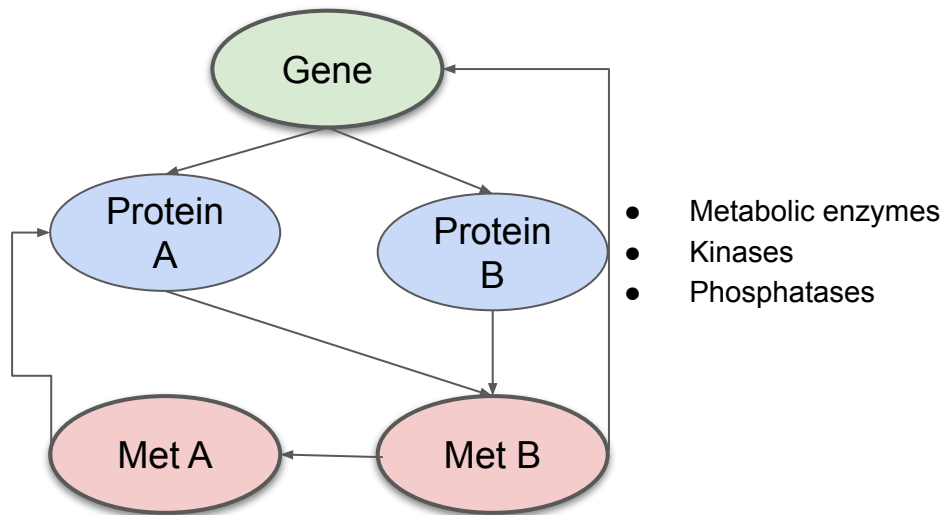 Gene
Protein
A
Protein
B
● Metabolic enzymes
● Kinases
● Phosphatases
Met A
Met B